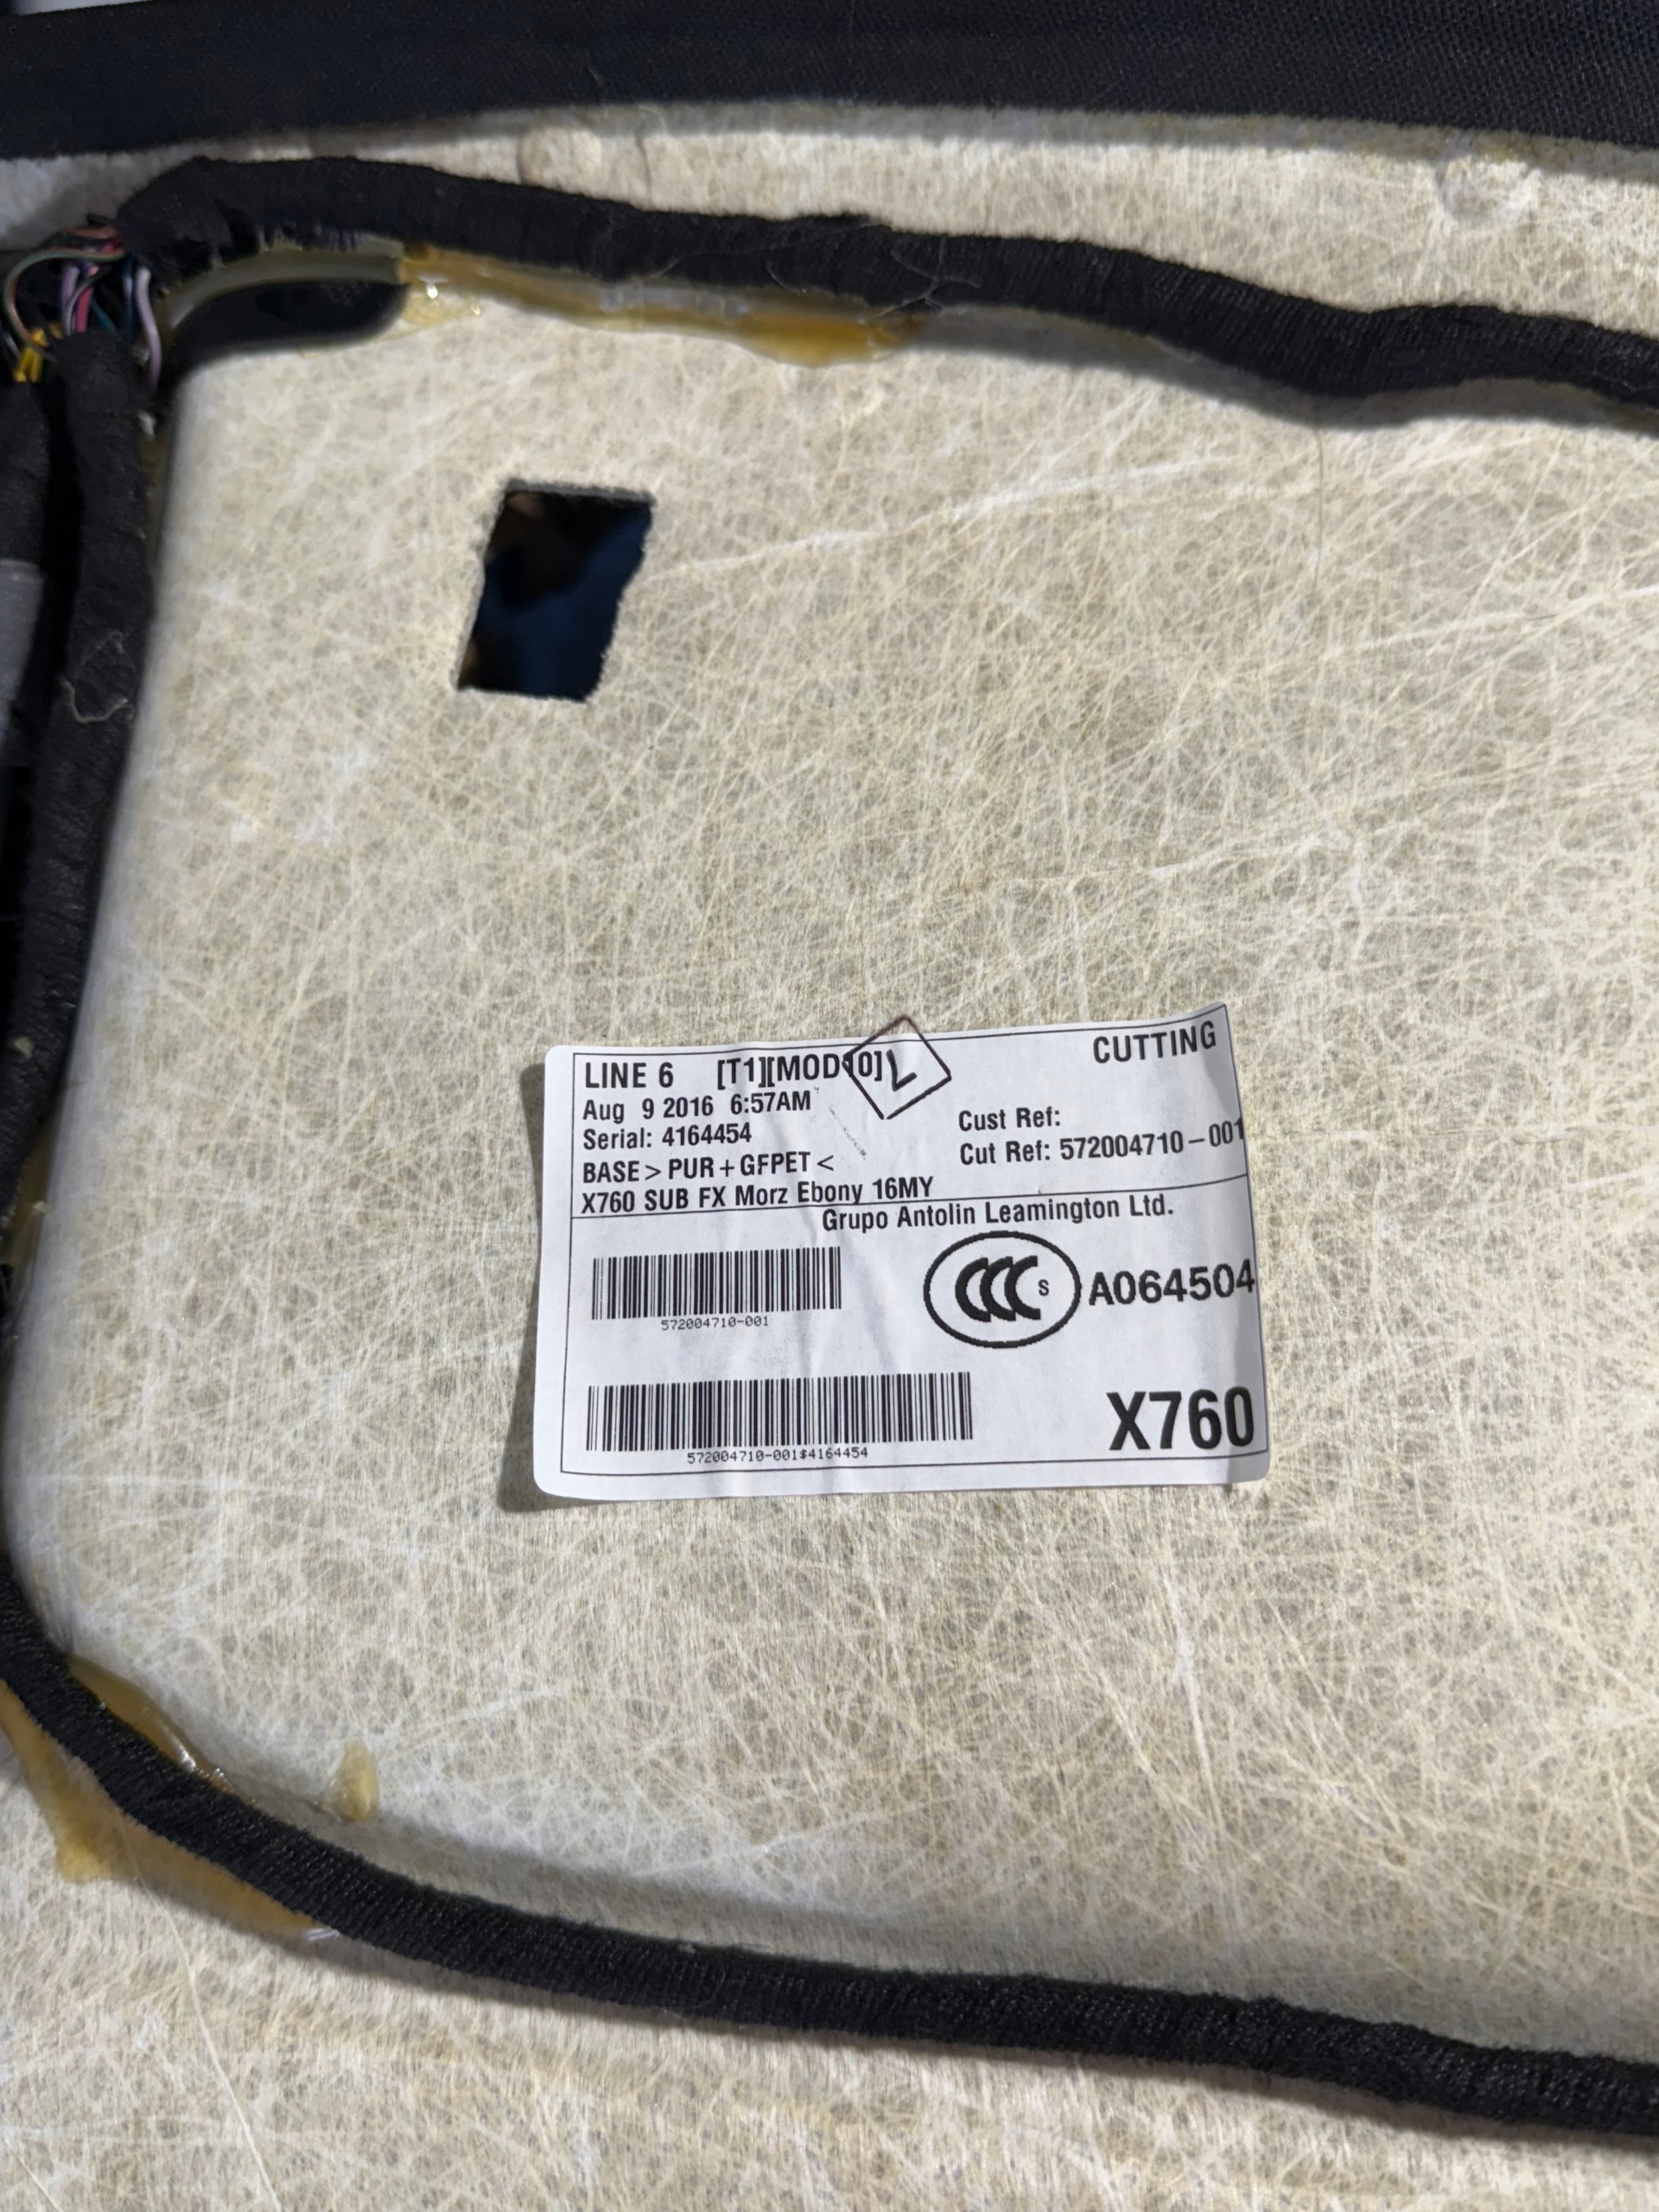 LINE 6 [T1][MOD10] L CUTTING
Aug 9 2016 6:57AM
Serial: 4164454
Cust Ref:
BASE > PUR + GFPET <
Cut Ref: 572004710-001
X760 SUB FX Morz Ebony 16MY
Grupo Antolin Leamington Ltd.
572004710-001
CCC S A064504
572004710-001$4164454
X760